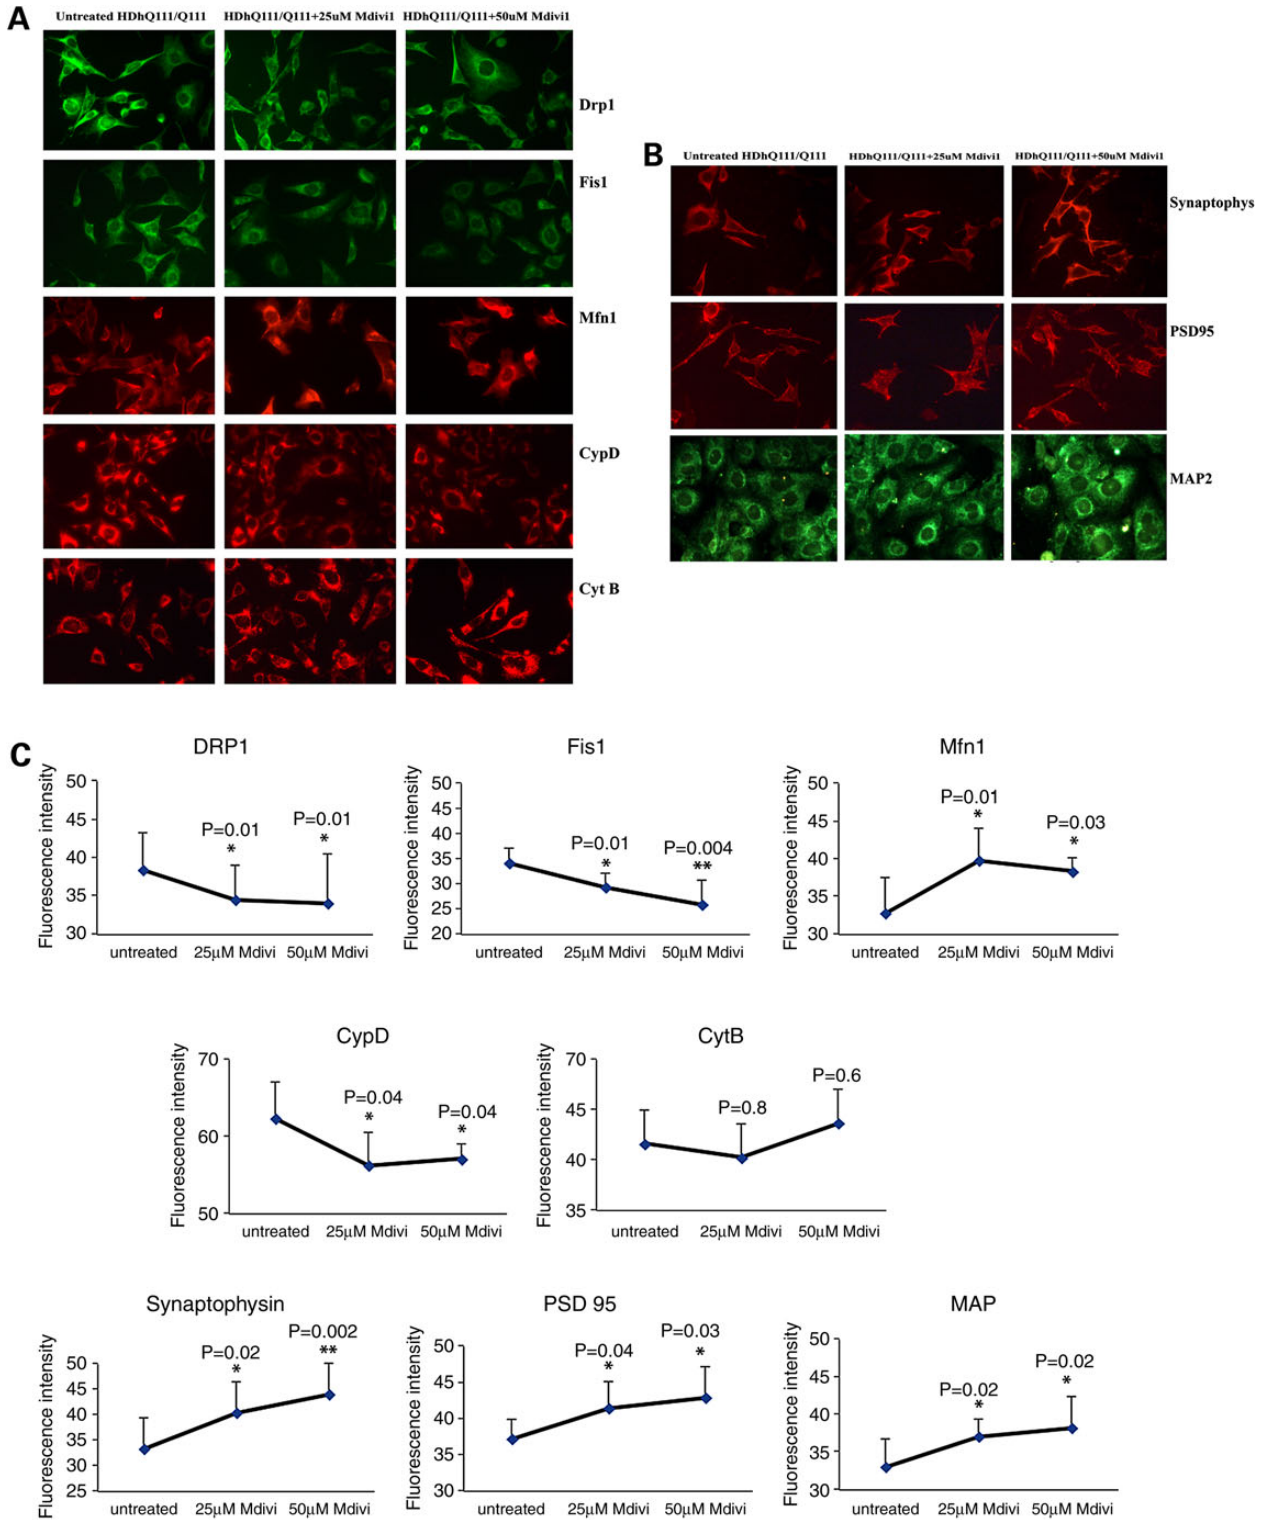 A
Untreated HDhQ111/Q111 HDhQ111/Q111+25uM Mdivi1 HDhQ111/Q111+50uM Mdivi1
Drp1
Fis1
Mfn1
CypD
Cyt B
B
Untreated HDhQ111/Q111 HDhQ111/Q111+25uM Mdivi1 HDhQ111/Q111+50uM Mdivi1
Synaptophys
PSD95
MAP2
C
DRP1
Fluorescence intensity
50
45
40
35
30
P=0.01
*
P=0.01
*
untreated 25μM Mdivi 50μM Mdivi
Fis1
Fluorescence intensity
50
45
40
35
30
25
20
P=0.01
*
P=0.004
**
untreated 25μM Mdivi 50μM Mdivi
Mfn1
Fluorescence intensity
50
45
40
35
30
P=0.01
*
P=0.03
*
untreated 25μM Mdivi 50μM Mdivi
CypD
Fluorescence intensity
70
60
50
P=0.04
*
P=0.04
*
untreated 25μM Mdivi 50μM Mdivi
CytB
Fluorescence intensity
70
45
40
35
P=0.8
P=0.6
untreated 25μM Mdivi 50μM Mdivi
Synaptophysin
Fluorescence intensity
50
45
40
35
30
25
P=0.02
*
P=0.002
**
untreated 25μM Mdivi 50μM Mdivi
PSD 95
Fluorescence intensity
50
45
40
35
30
P=0.04
*
P=0.03
*
untreated 25μM Mdivi 50μM Mdivi
MAP
Fluorescence intensity
50
45
40
35
30
P=0.02
*
P=0.02
*
untreated 25μM Mdivi 50μM Mdivi